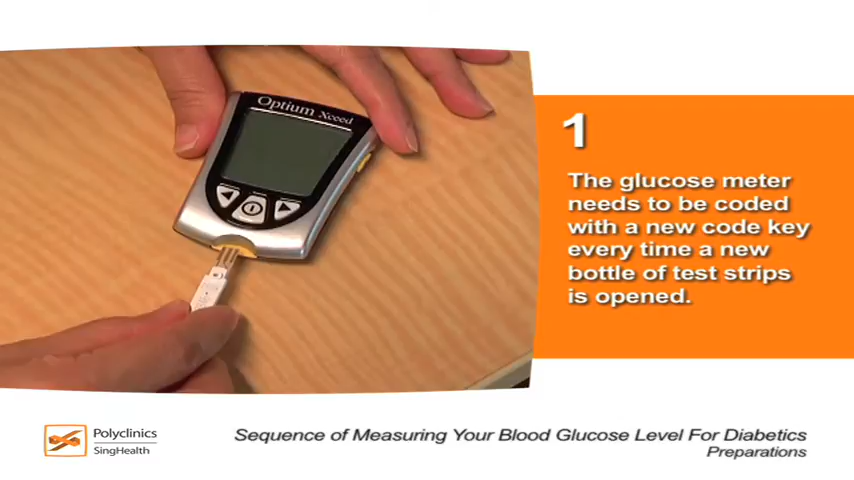 Optium Xceed
1
The glucose meter
needs to be coded
with a new code key
every time a new
bottle of test strips
is opened.
Polyclinics
SingHealth
Sequence of Measuring Your Blood Glucose Level For Diabetics
Preparations